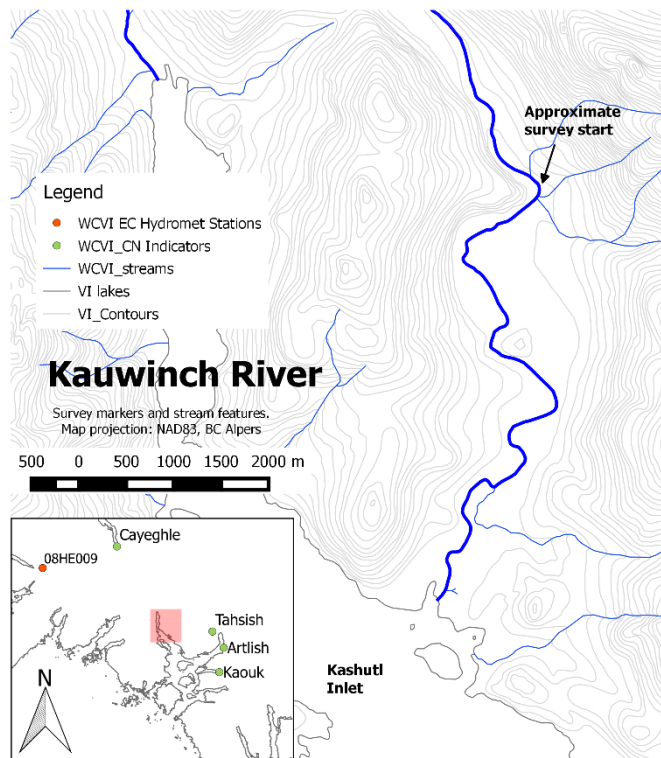 Approximate
survey start
Legend
WCVI EC Hydromet Stations
WCVI_CN Indicators
WCVI_streams
VI lakes
VI_Contours
Kauwinch River
Survey markers and stream features.
Map projection: NAD83, BC Alpers
500 0 500 1000 1500 2000 m
Cayeghle
08HE009
Tahsish
Artlish
Kaouk
N
Kashutl
Inlet